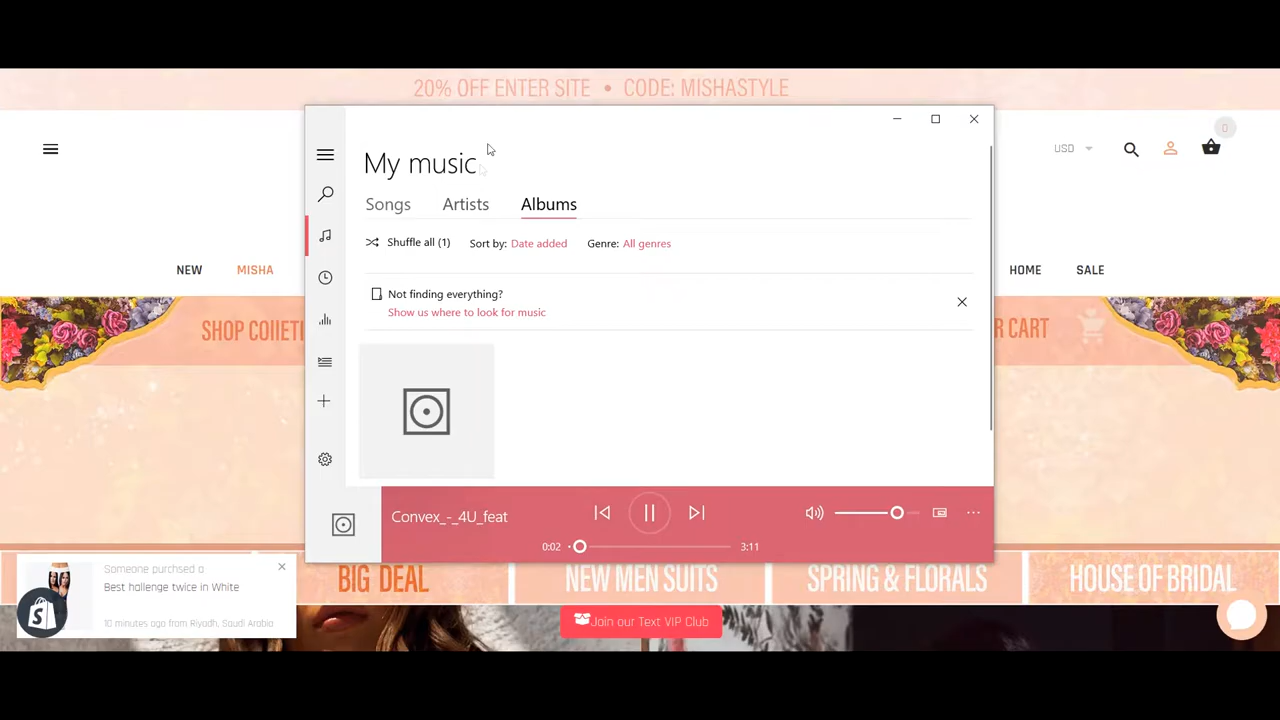 20% OFF ENTER SITE • CODE: MISHASTYLE
0
USD
My music
Songs Artists Albums
Shuffle all (1) Sort by: Date added Genre: All genres
NEW MISHA HOME SALE
Not finding everything?
Show us where to look for music
SHOP COIIETI
R CART
Convex_-_4U_feat
0:02 3:11
Someone purchsed a
Best hallenge twice in White
10 minutes ago from Riyadh, Saudi Arabia
BIG DEAL NEW MEN SUITS SPRING & FLORALS HOUSE OF BRIDAL
Join our Text VIP Club